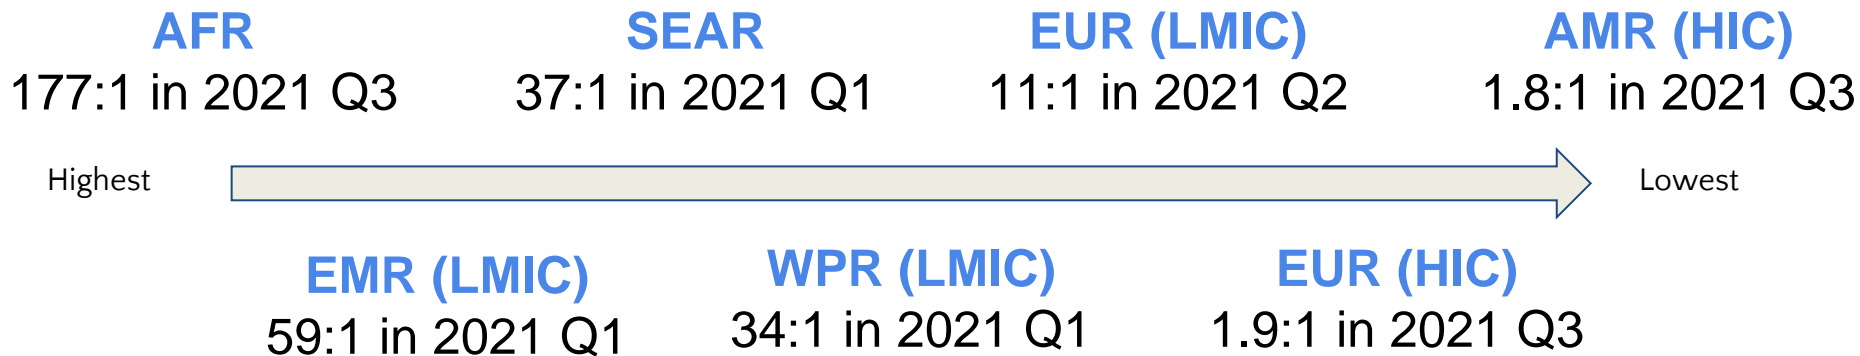 AFR
177:1 in 2021 Q3
SEAR
37:1 in 2021 Q1
EUR (LMIC)
11:1 in 2021 Q2
AMR (HIC)
1.8:1 in 2021 Q3
Highest
Lowest
EMR (LMIC)
59:1 in 2021 Q1
WPR (LMIC)
34:1 in 2021 Q1
EUR (HIC)
1.9:1 in 2021 Q3